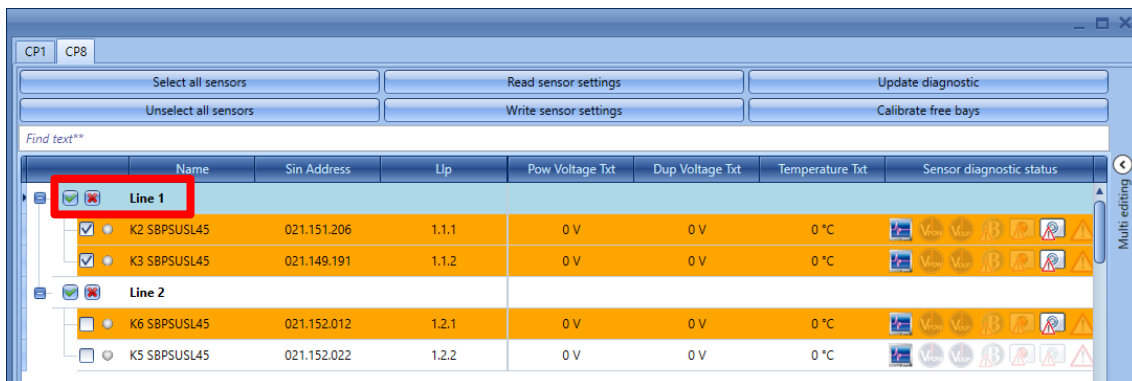 CP1 CP8
Select all sensors Read sensor settings Update diagnostic
Unselect all sensors Write sensor settings Calibrate free bays
Find text**
Name Sin Address Llp Pow Voltage Txt Dup Voltage Txt Temperature Txt Sensor diagnostic status
Multi editing
Line 1
K2 SBPSUSL45 021.151.206 1.1.1 0 V 0 V 0 °C
K3 SBPSUSL45 021.149.191 1.1.2 0 V 0 V 0 °C
Line 2
K6 SBPSUSL45 021.152.012 1.2.1 0 V 0 V 0 °C
K5 SBPSUSL45 021.152.022 1.2.2 0 V 0 V 0 °C